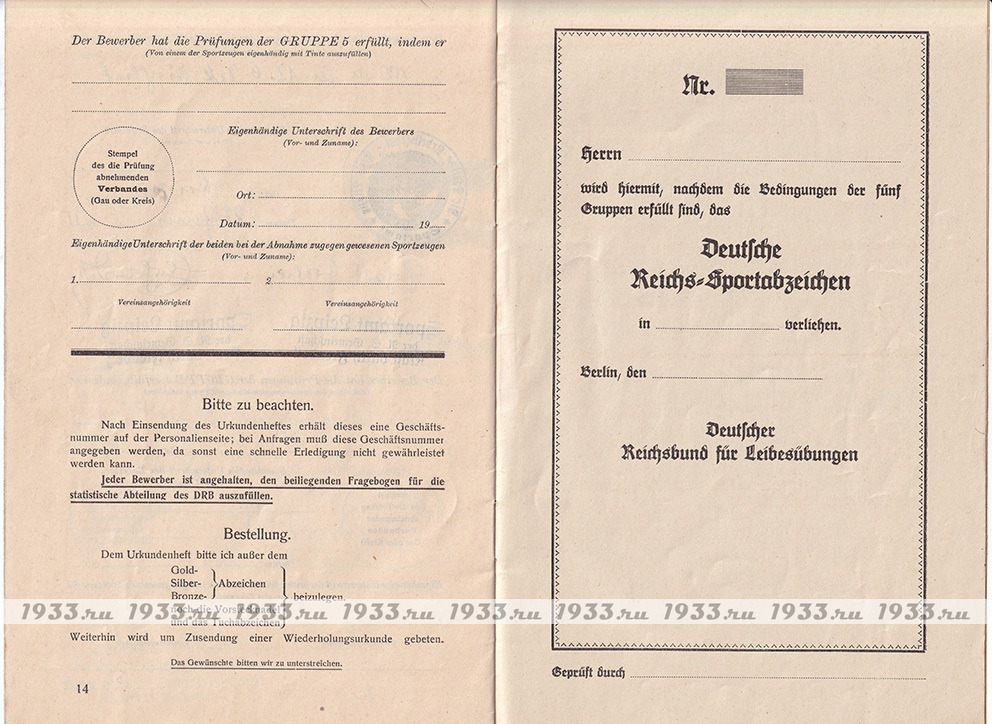 Der Bewerber hat die Prüfungen der GRUPPE 5 erfüllt, indem er
(Von einem der Sportzeugen eigenhändig mit Tinte auszufüllen)
Stempel
des die Prüfung
abnehmenden
Verbandes
(Gau oder Kreis)
Eigenhändige Unterschrift des Bewerbers
(Vor- und Zuname):
Ort:
Datum: 19
Eigenhändige Unterschrift der beiden bei der Abnahme zugegen gewesenen Sportzeugen
(Vor- und Zuname):
1. 2.
Vereinsangehörigkeit Vereinsangehörigkeit
Bitte zu beachten.
Nach Einsendung des Urkundenheftes erhält dieses eine Geschäfts-
nummer auf der Personalienseite; bei Anfragen muß diese Geschäftsnummer
angegeben werden, da sonst eine schnelle Erledigung nicht gewährleistet
werden kann.
Jeder Bewerber ist angehalten, den beiliegenden Fragebogen für die
statistische Abteilung des DRB auszufüllen.
Bestellung.
Dem Urkundenheft bitte ich außer dem
Gold-
Silber- Abzeichen
Bronze- beizulegen.
noch die Vorstecknadel
und das Tuchabzeichen
Weiterhin wird um Zusendung einer Wiederholungsurkunde gebeten.
Das Gewünschte bitten wir zu unterstreichen.
14
Nr.
Herrn
wird hiermit, nachdem die Bedingungen der fünf
Gruppen erfüllt sind, das
Deutsche
Reichs-Sportabzeichen
in verliehen.
Berlin, den
Deutscher
Reichsbund für Leibesübungen
Geprüft durch
1933.ru 1933.ru 1933.ru 1933.ru 1933.ru 1933.ru 1933.ru 1933.ru 1933.ru